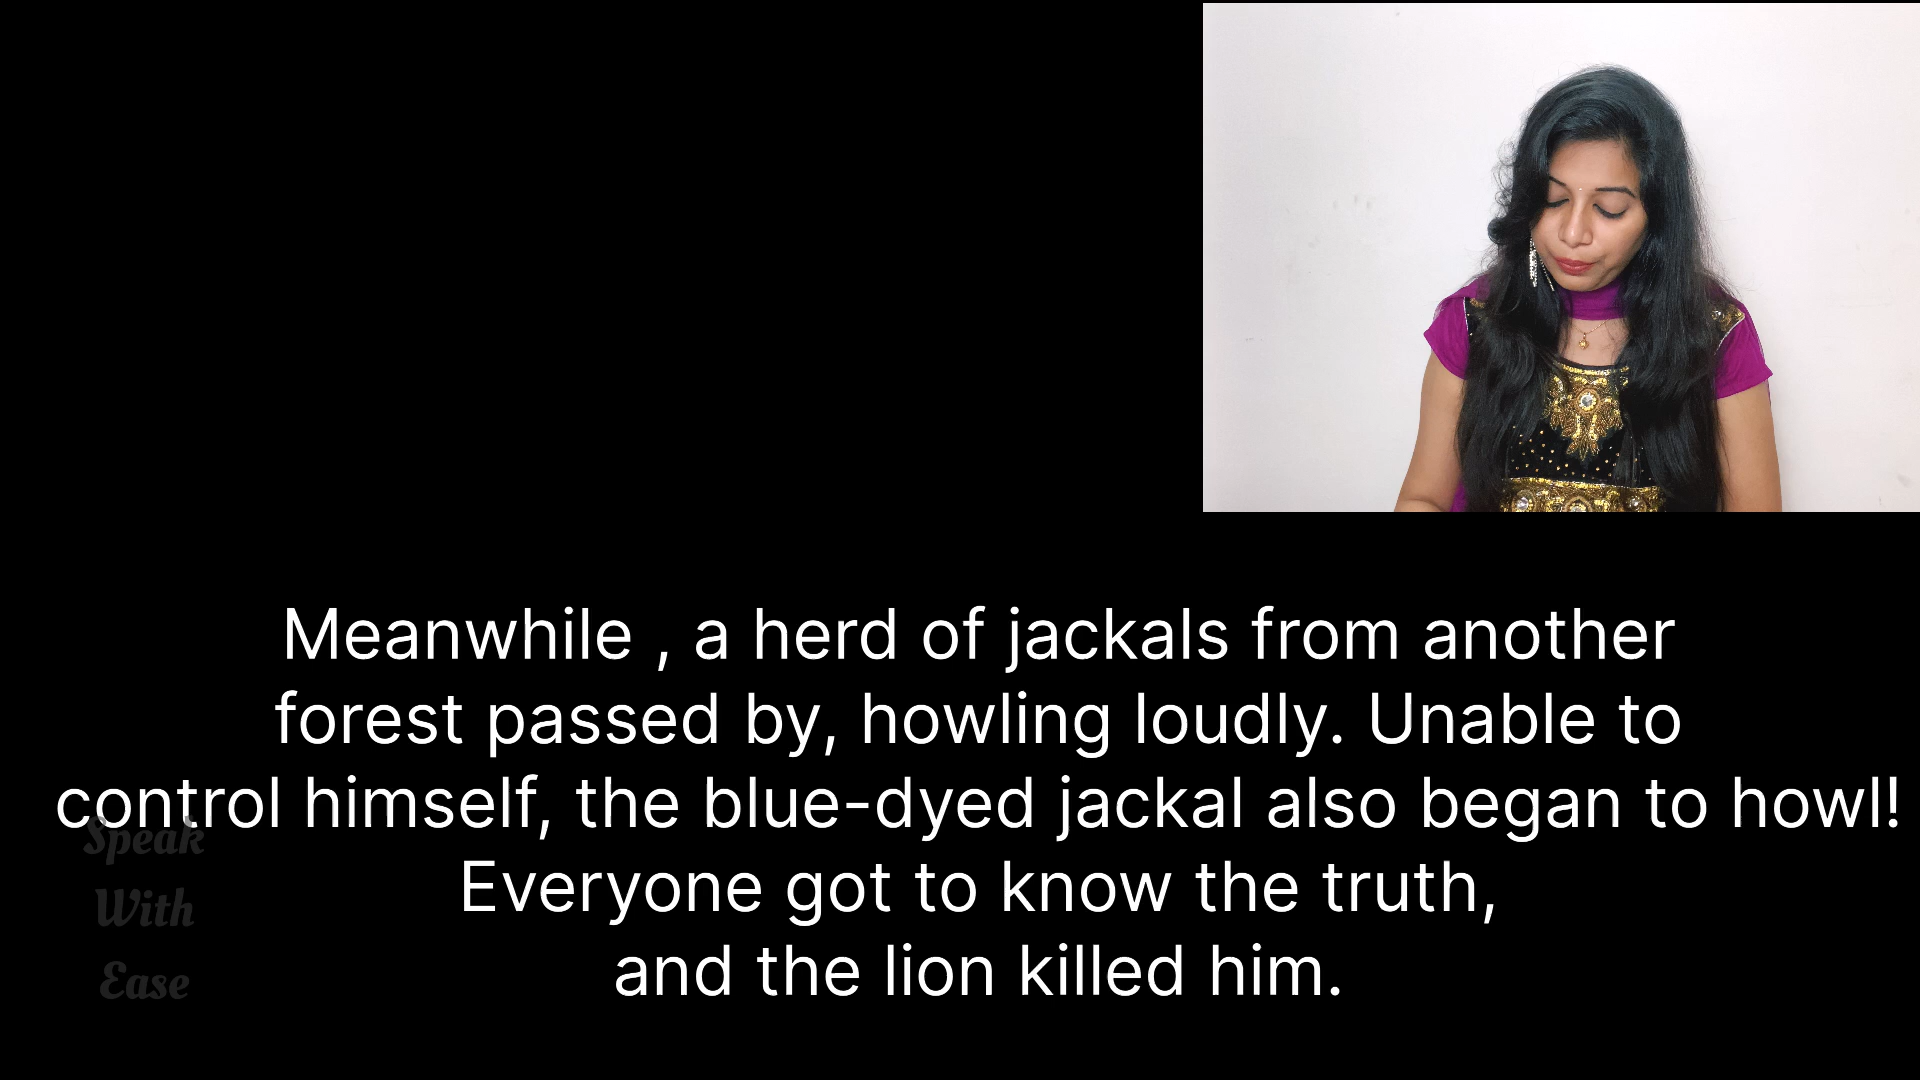 Meanwhile , a herd of jackals from another
forest passed by, howling loudly. Unable to
control himself, the blue-dyed jackal also began to howl!
Everyone got to know the truth,
and the lion killed him.
Speak
With
Ease